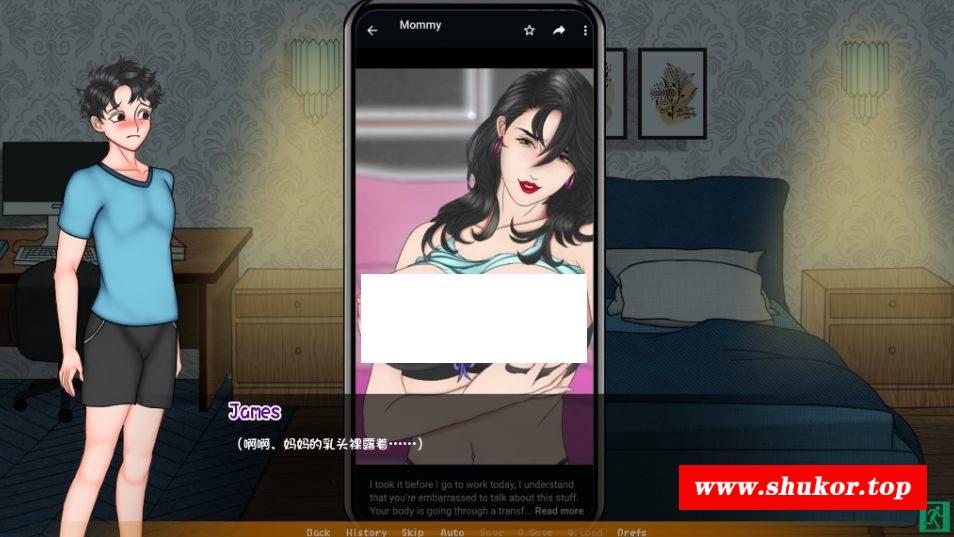 Mommy
James
(啊啊，妈妈的乳头裸露着……)
I took it before I go to work today, I understand
that you're embarrassed to talk about this stuff.
Your body is going through a transf... Read more
www.shukor.top
Back History Skip Auto Save Q.Save Q.Load Prefs